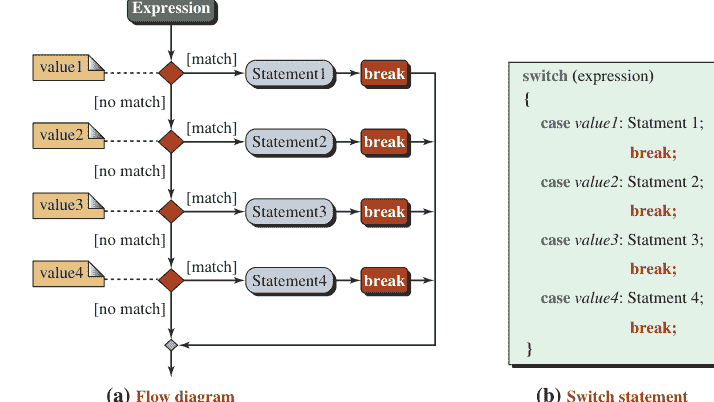 Expression
[match]
value1
Statement1
break
[no match]
[match]
value2
Statement2
break
[no match]
[match]
value3
Statement3
break
[no match]
[match]
value4
Statement4
break
[no match]
(a) Flow diagram
switch (expression)
{
case value1: Statment 1;
break;
case value2: Statment 2;
break;
case value3: Statment 3;
break;
case value4: Statment 4;
break;
}
(b) Switch statement